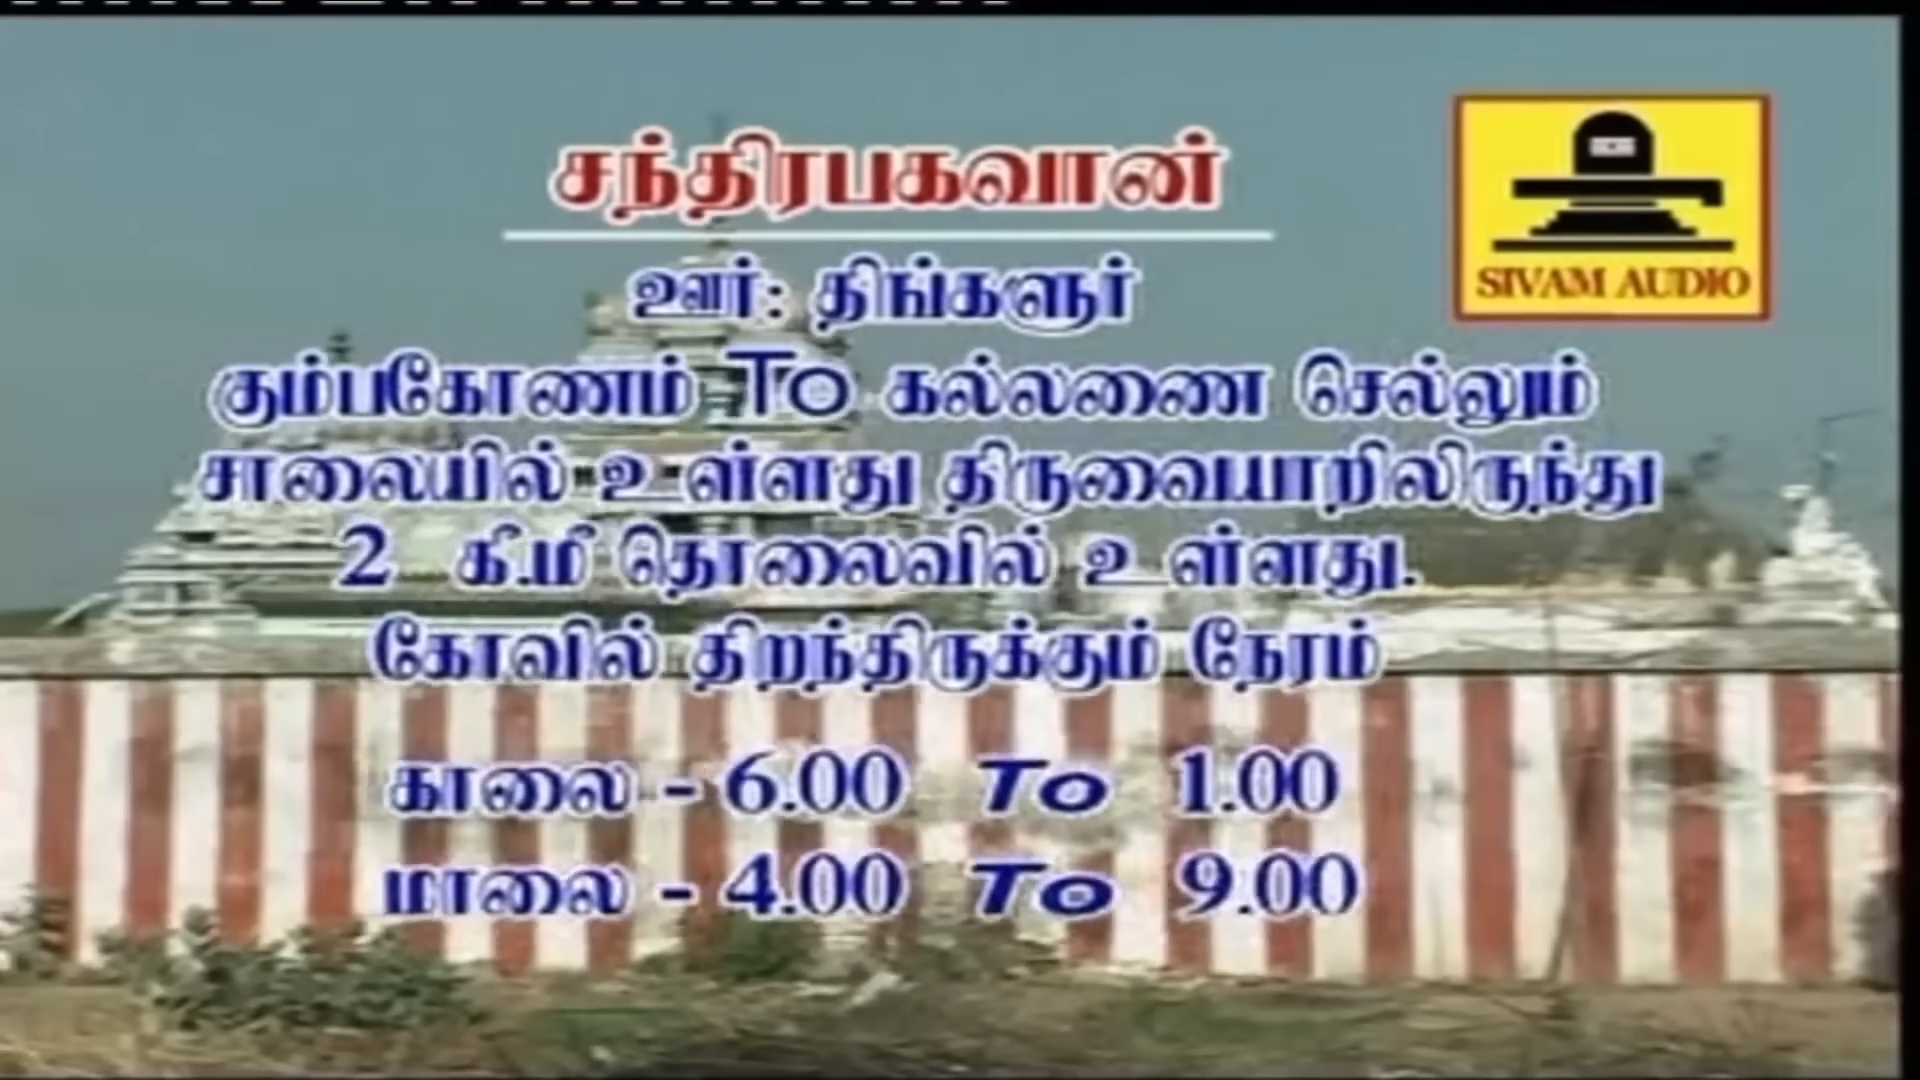 சந்திரபகவான்
SIVAM AUDIO
ஊர்: திங்களுர்
கும்பகோணம் To கல்லணை செல்லும்
சாலையில் உள்ளது திருவையாறிலிருந்து
2 கி.மீ தொலைவில் உள்ளது.
கோவில் திறந்திருக்கும் நேரம்
காலை - 6.00 To 1.00
மாலை - 4.00 To 9.00